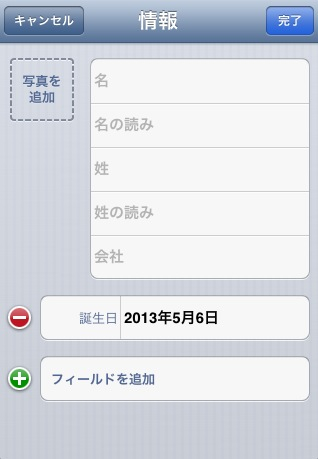 キャンセル 情報 完了
写真を
追加
名
名の読み
姓
姓の読み
会社
誕生日 2013年5月6日
フィールドを追加